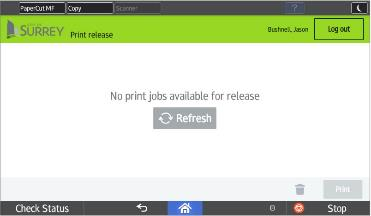 PaperCut MF
Copy
Scanner
?
SURREY
Print release
Bushnell, Jason
Log out
No print jobs available for release
Refresh
Print
Check Status
Stop